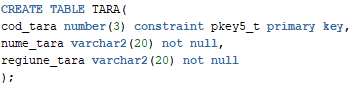 CREATE TABLE TARA(
cod_tara number(3) constraint pkey5_t primary key,
nume_tara varchar2(20) not null,
regiune_tara varchar2(20) not null
);